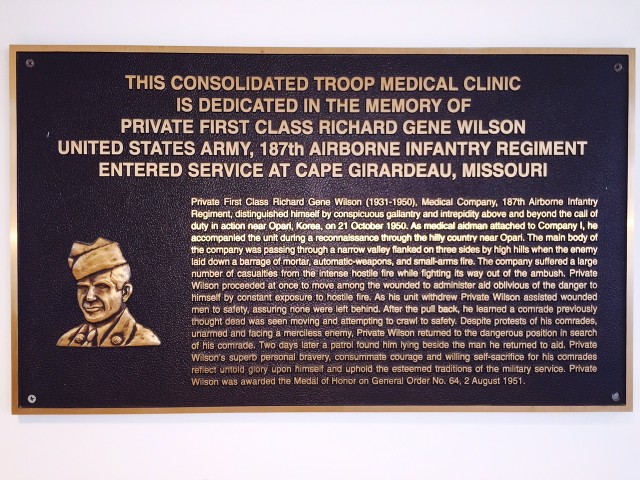 THIS CONSOLIDATED TROOP MEDICAL CLINIC
IS DEDICATED IN THE MEMORY OF
PRIVATE FIRST CLASS RICHARD GENE WILSON
UNITED STATES ARMY, 187th AIRBORNE INFANTRY REGIMENT
ENTERED SERVICE AT CAPE GIRARDEAU, MISSOURI
Private First Class Richard Gene Wilson (1931-1950), Medical Company, 187th Airborne Infantry
Regiment, distinguished himself by conspicuous gallantry and intrepidity above and beyond the call of
duty in action near Opari, Korea, on 21 October 1950. As medical aidman attached to Company I, he
accompanied the unit during a reconnaissance through the hilly country near Opari. The main body of
the company was passing through a narrow valley flanked on three sides by high hills when the enemy
laid down a barrage of mortar, automatic-weapons, and small-arms fire. The company suffered a large
number of casualties from the intense hostile fire while fighting its way out of the ambush. Private
Wilson proceeded at once to move among the wounded to administer aid oblivious of the danger to
himself by constant exposure to hostile fire. As his unit withdrew Private Wilson assisted wounded
men to safety, assuring none were left behind. After the pull back, he learned a comrade previously
thought dead was seen moving and attempting to crawl to safety. Despite protests of his comrades,
unarmed and facing a merciless enemy, Private Wilson returned to the dangerous position in search
of his comrade. Two days later a patrol found him lying beside the man he returned to aid. Private
Wilson's superb personal bravery, consummate courage and willing self-sacrifice for his comrades
reflect untold glory upon himself and uphold the esteemed traditions of the military service. Private
Wilson was awarded the Medal of Honor on General Order No. 64, 2 August 1951.